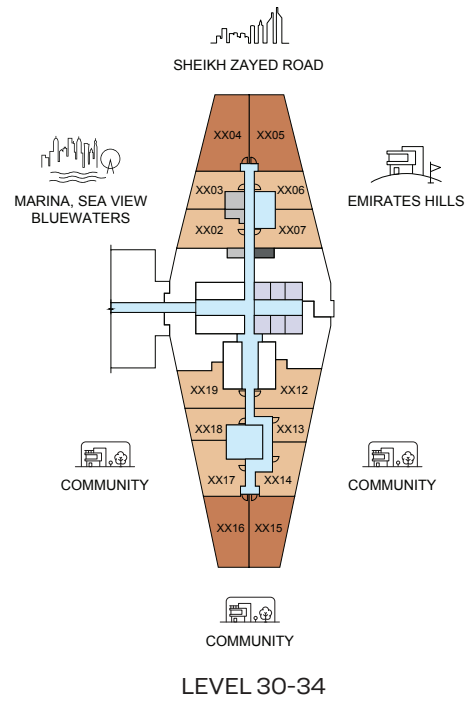 SHEIKH ZAYED ROAD
XX04
XX05
MARINA, SEA VIEW
BLUEWATERS
EMIRATES HILLS
XX03
XX06
XX02
XX07
XX19
XX12
XX18
XX13
XX17
XX14
COMMUNITY
COMMUNITY
XX16
XX15
COMMUNITY
LEVEL 30-34